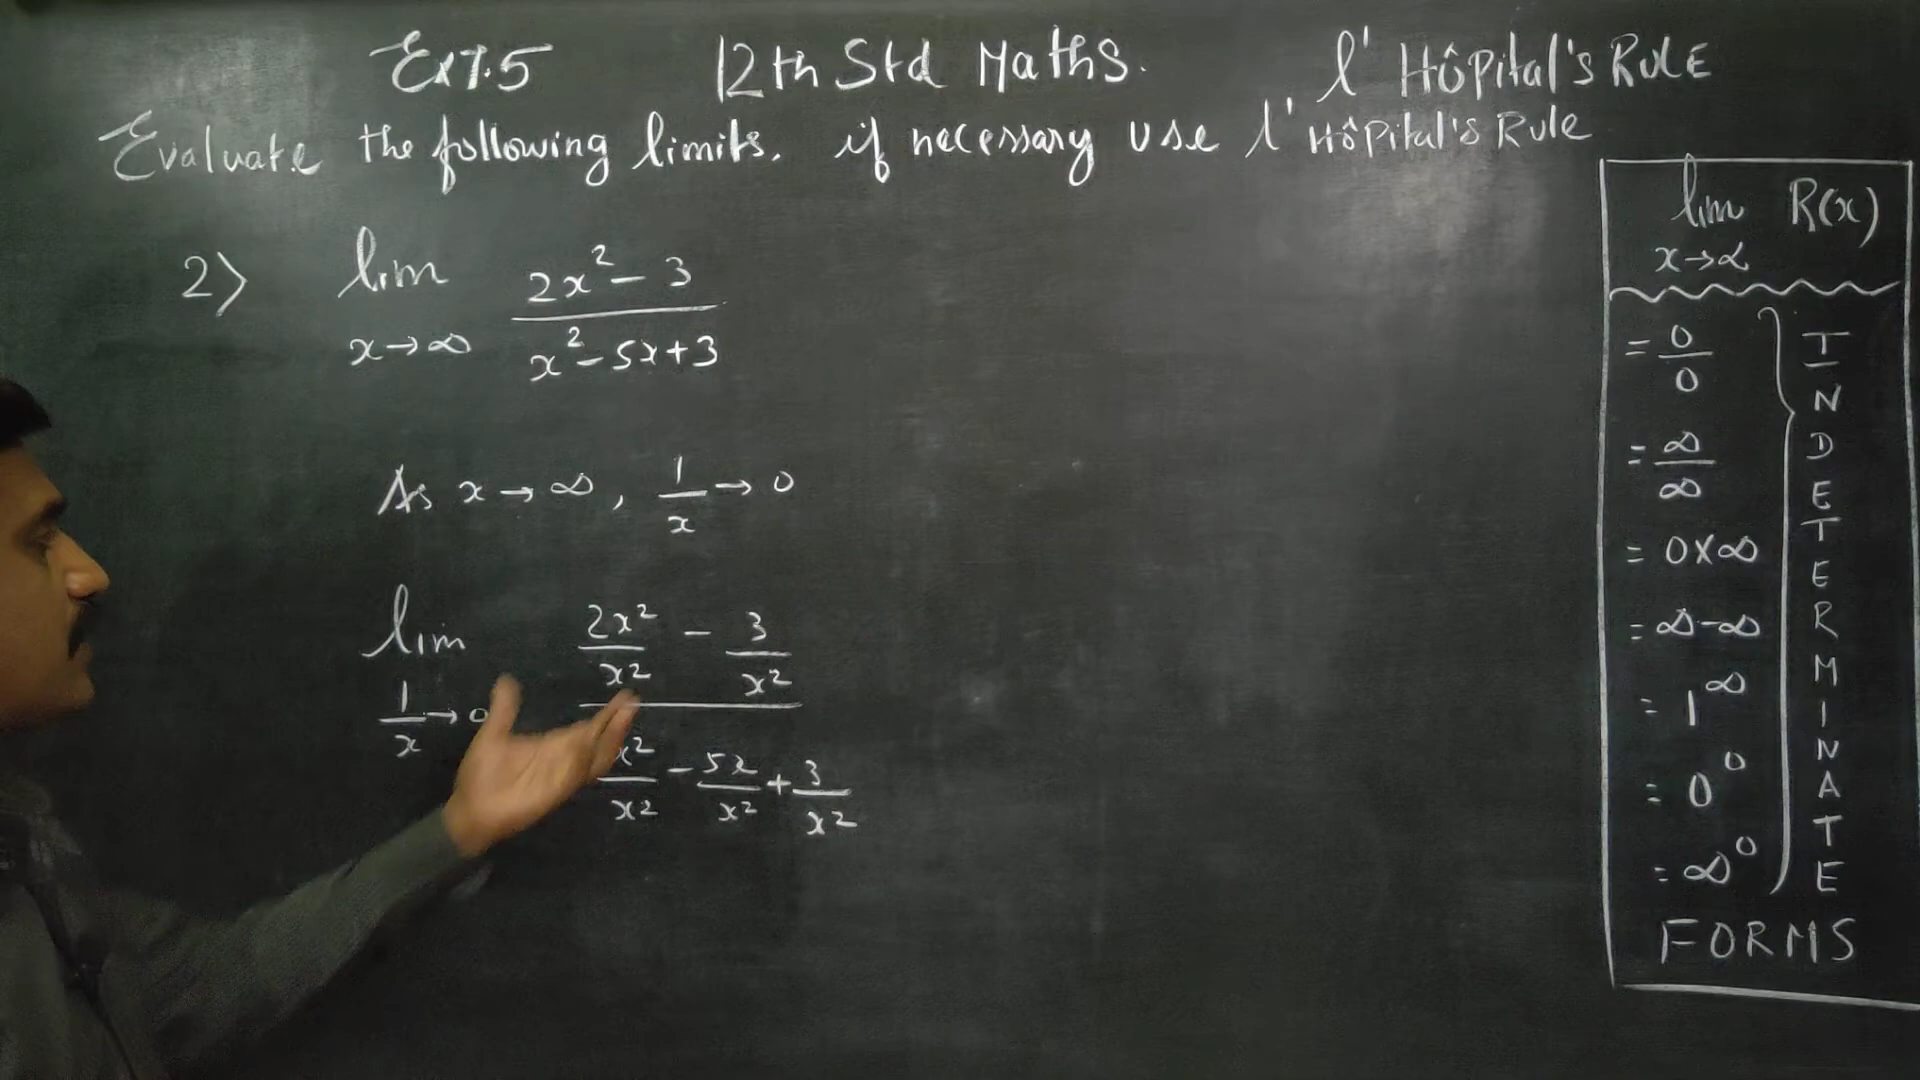 Ex 7.5 12th Std Maths. l' Hôpital's RULE
Evaluate the following limits, if necessary use l' Hôpital's Rule
2) lim x→∞ (2x² - 3)/(x² - 5x + 3)
As x → ∞, 1/x → 0
lim 1/x → 0 (2x²/x² - 3/x²)/(x²/x² - 5x/x² + 3/x²)
lim x→α R(x)
= 0/0
= ∞/∞
= 0×∞
= ∞-∞
= 1^∞
= 0⁰
= ∞⁰
INDETERMINATE
FORMS